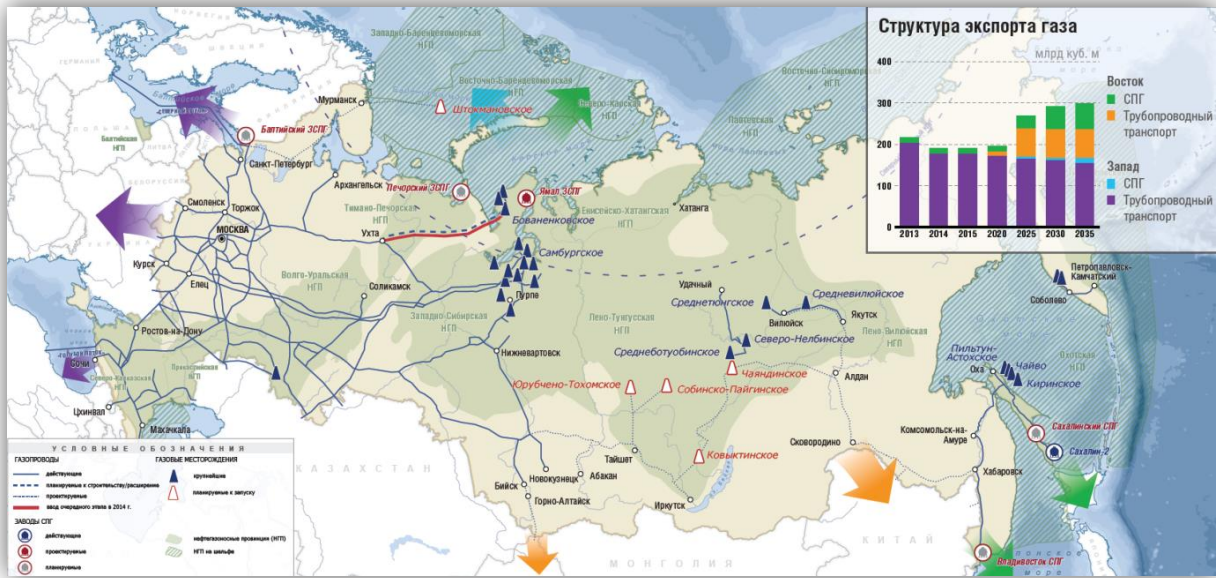 Структура экспорта газа
млрд куб. м
400
300
200
100
0
2013 2014 2015 2020 2025 2030 2035
Восток
СПГ
Трубопроводный
транспорт
Запад
СПГ
Трубопроводный
транспорт
Западно-Баренцевоморская
НГП
Восточно-Баренцевоморская
НГП
Мурманск
Штокмановское
Балтийский ЗСПГ
Балтийская
НГП
Санкт-Петербург
Архангельск
Печорский ЗСПГ
Ямал ЗСПГ
Тимано-Печорская
НГП
Бованенковское
Енисейско-Хатангская
НГП
Хатанга
Смоленск
Торжок
МОСКВА
Ухта
Самбургское
Курск
Елец
Волго-Уральская
НГП
Соликамск
Пурпе
Западно-Сибирская
НГП
Лено-Тунгусская
НГП
Удачный
Среднетюнгское
Средневилюйское
Вилюйск
Якутск
Лено-Вилюйская
НГП
Северо-Нелбинское
Среднеботуобинское
Петропавловск-
Камчатский
Соболево
Охотская
НГП
Ростов-на-Дону
Нижневартовск
Чаяндинское
Юрубчено-Тохомское
Собинско-Пайгинское
Алдан
Пильтун-
Астохское
Оха
Чайво
Киринское
Сочи
Цхинвал
Махачкала
Комсомольск-на-
Амуре
Сахалинский СПГ
Сковородино
Сахалин-2
Ковыктинское
Тайшет
Хабаровск
КАЗАХСТАН
Новокузнецк
Абакан
Бийск
Горно-Алтайск
Иркутск
КИТАЙ
МОНГОЛИЯ
Владивосток СПГ
УСЛОВНЫЕ ОБОЗНАЧЕНИЯ
ГАЗОПРОВОДЫ
действующие
планируемые к строительству/расширение
проектируемые
ввод очередного этапа в 2014 г.
ЗАВОДЫ СПГ
действующие
проектируемые
планируемые
ГАЗОВЫЕ МЕСТОРОЖДЕНИЯ
крупнейшие
планируемые к запуску
нефтегазоносные провинции (НГП)
НГП на шельфе